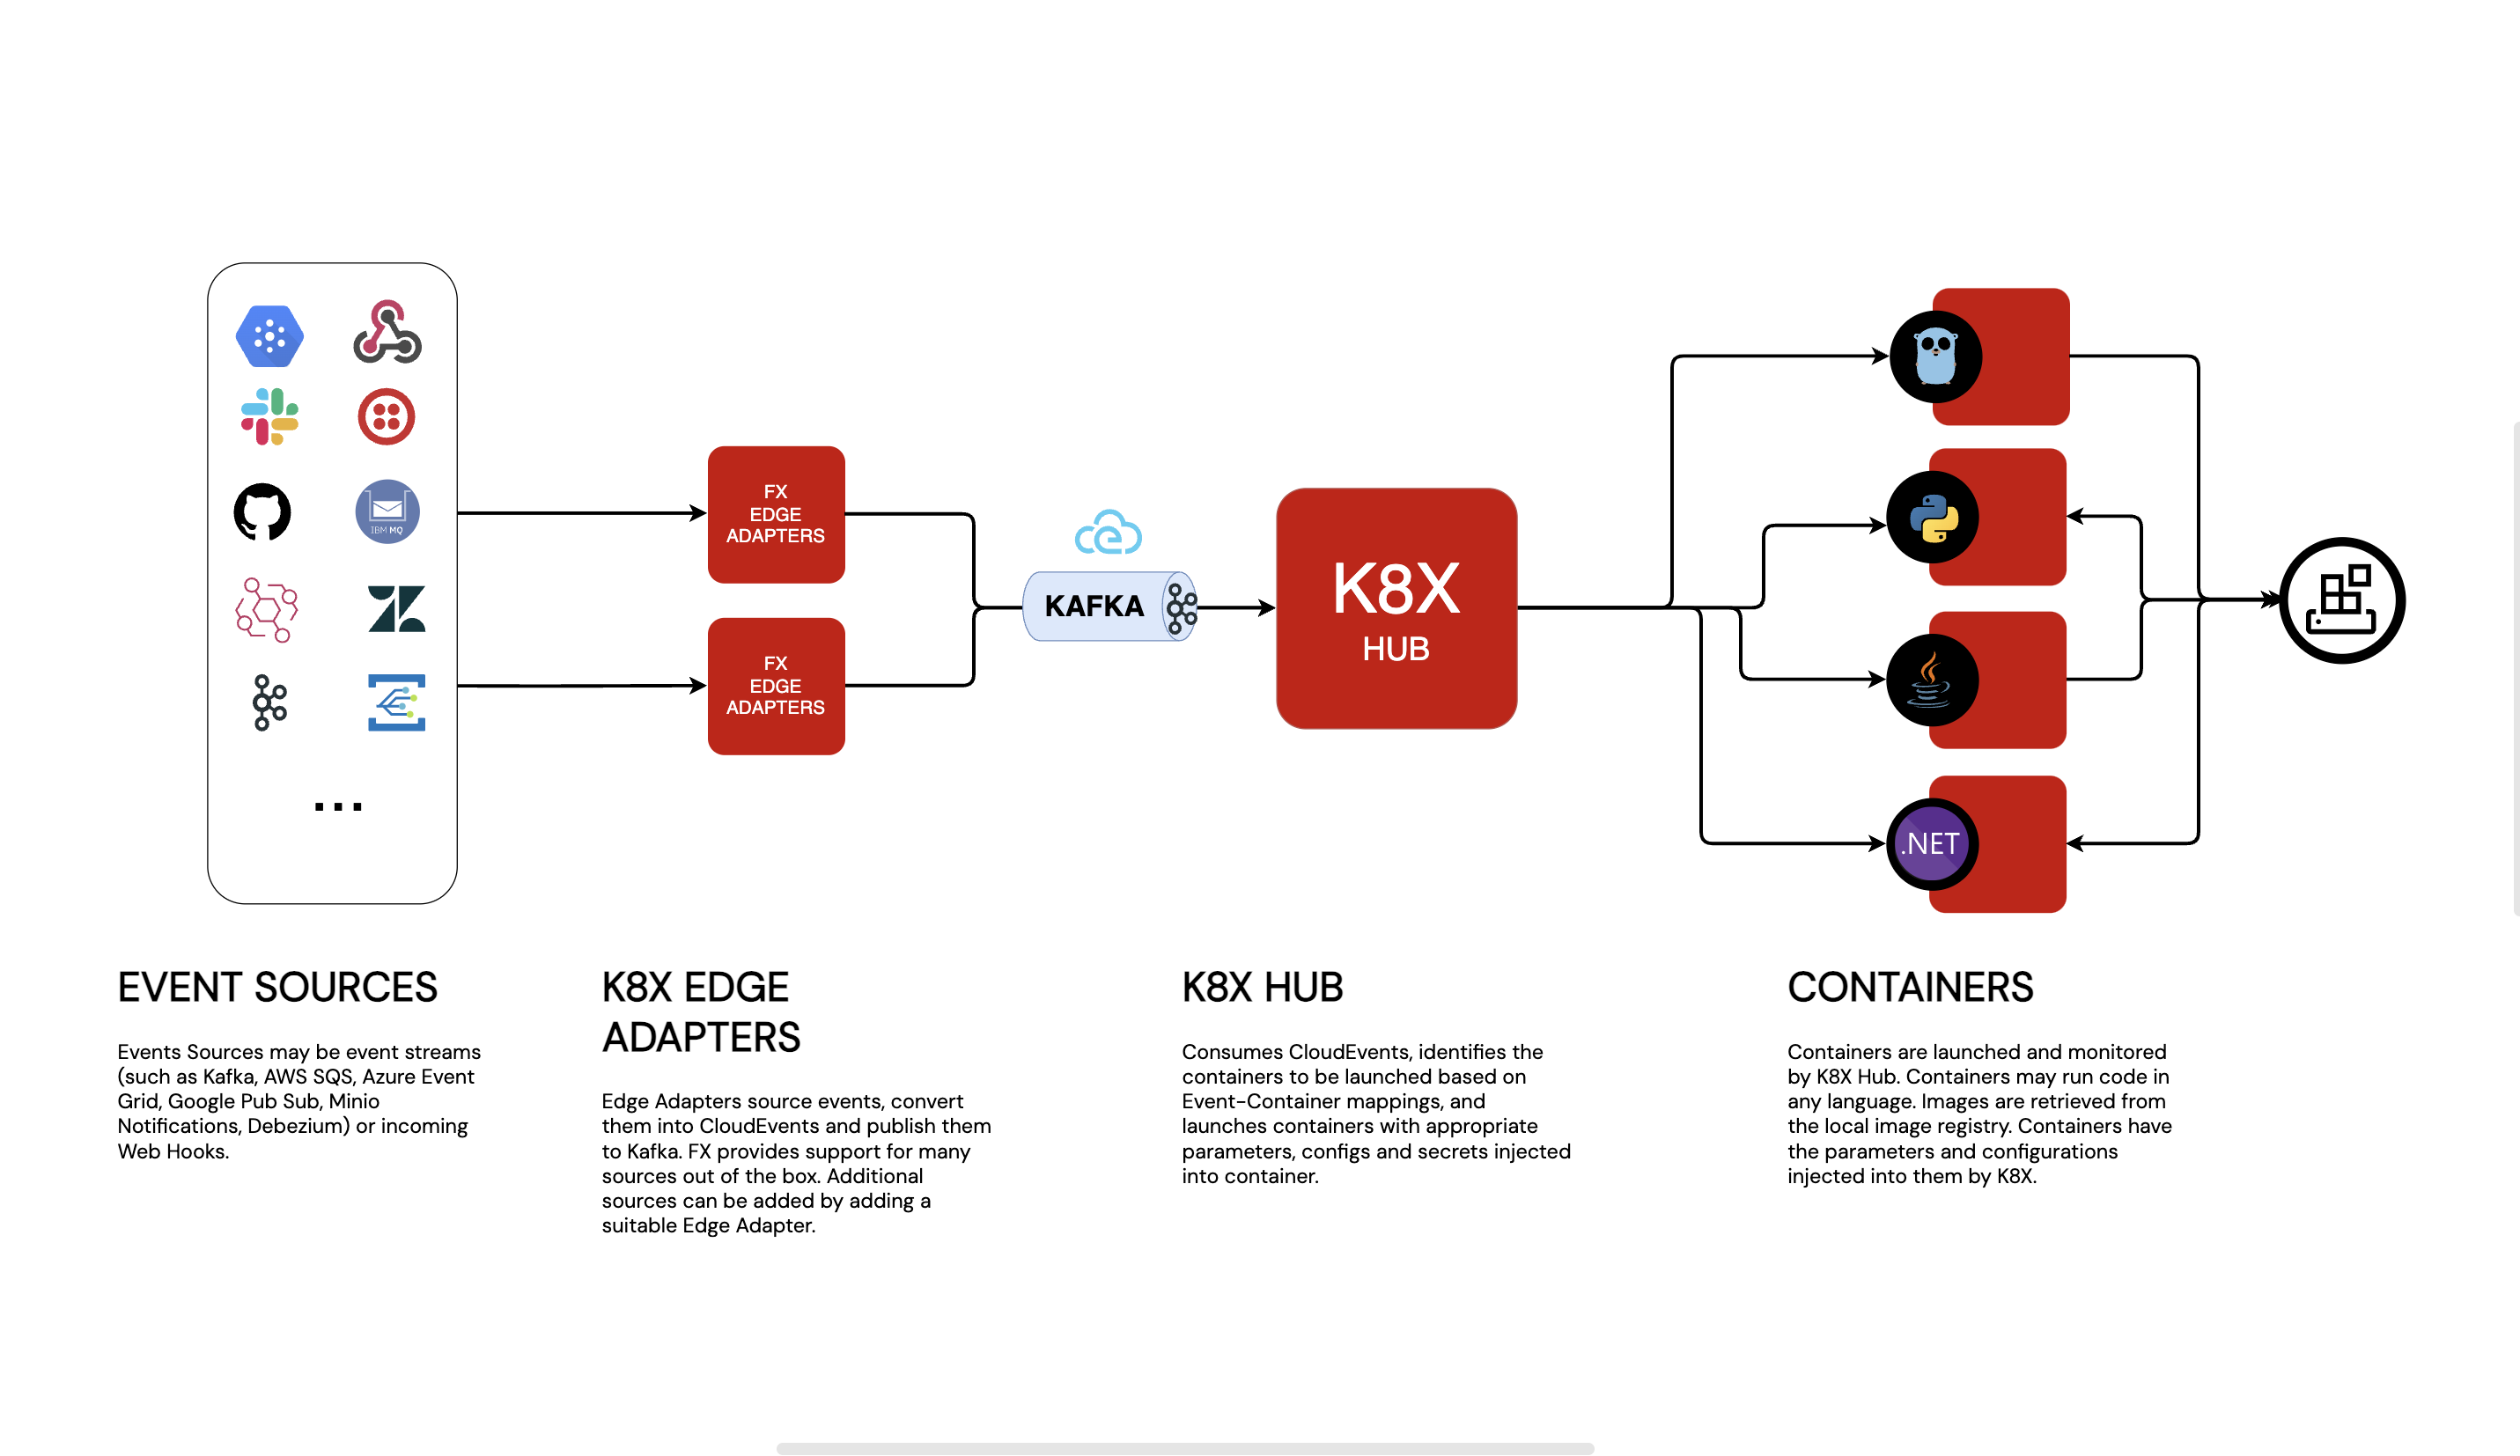 IBM MQ
...
FX
EDGE
ADAPTERS
FX
EDGE
ADAPTERS
KAFKA
K8X
HUB
.NET
EVENT SOURCES
Events Sources may be event streams
(such as Kafka, AWS SQS, Azure Event
Grid, Google Pub Sub, Minio
Notifications, Debezium) or incoming
Web Hooks.
K8X EDGE
ADAPTERS
Edge Adapters source events, convert
them into CloudEvents and publish them
to Kafka. FX provides support for many
sources out of the box. Additional
sources can be added by adding a
suitable Edge Adapter.
K8X HUB
Consumes CloudEvents, identifies the
containers to be launched based on
Event-Container mappings, and
launches containers with appropriate
parameters, configs and secrets injected
into container.
CONTAINERS
Containers are launched and monitored
by K8X Hub. Containers may run code in
any language. Images are retrieved from
the local image registry. Containers have
the parameters and configurations
injected into them by K8X.